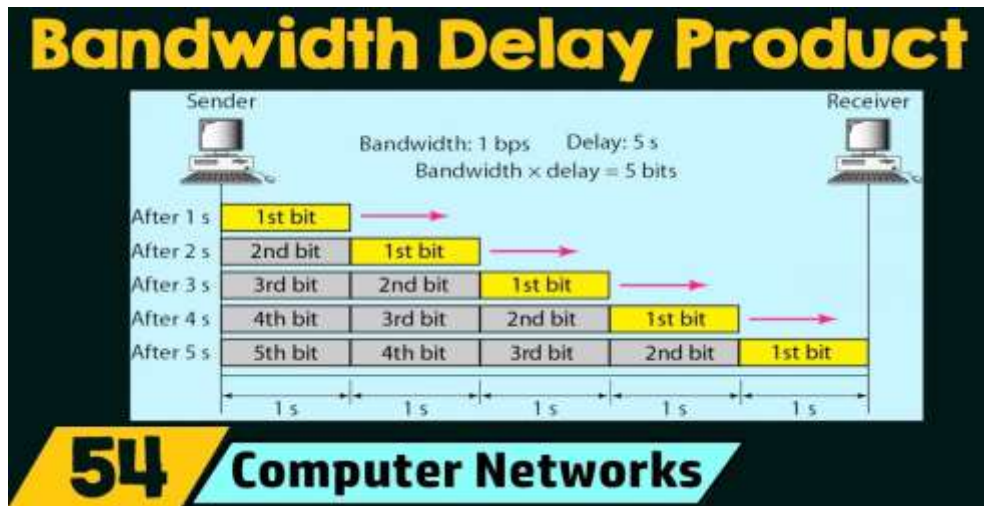 Bandwidth Delay Product
Sender Receiver
Bandwidth: 1 bps Delay: 5 s
Bandwidth × delay = 5 bits
After 1 s 1st bit
After 2 s 2nd bit 1st bit
After 3 s 3rd bit 2nd bit 1st bit
After 4 s 4th bit 3rd bit 2nd bit 1st bit
After 5 s 5th bit 4th bit 3rd bit 2nd bit 1st bit
1 s 1 s 1 s 1 s 1 s
54 Computer Networks